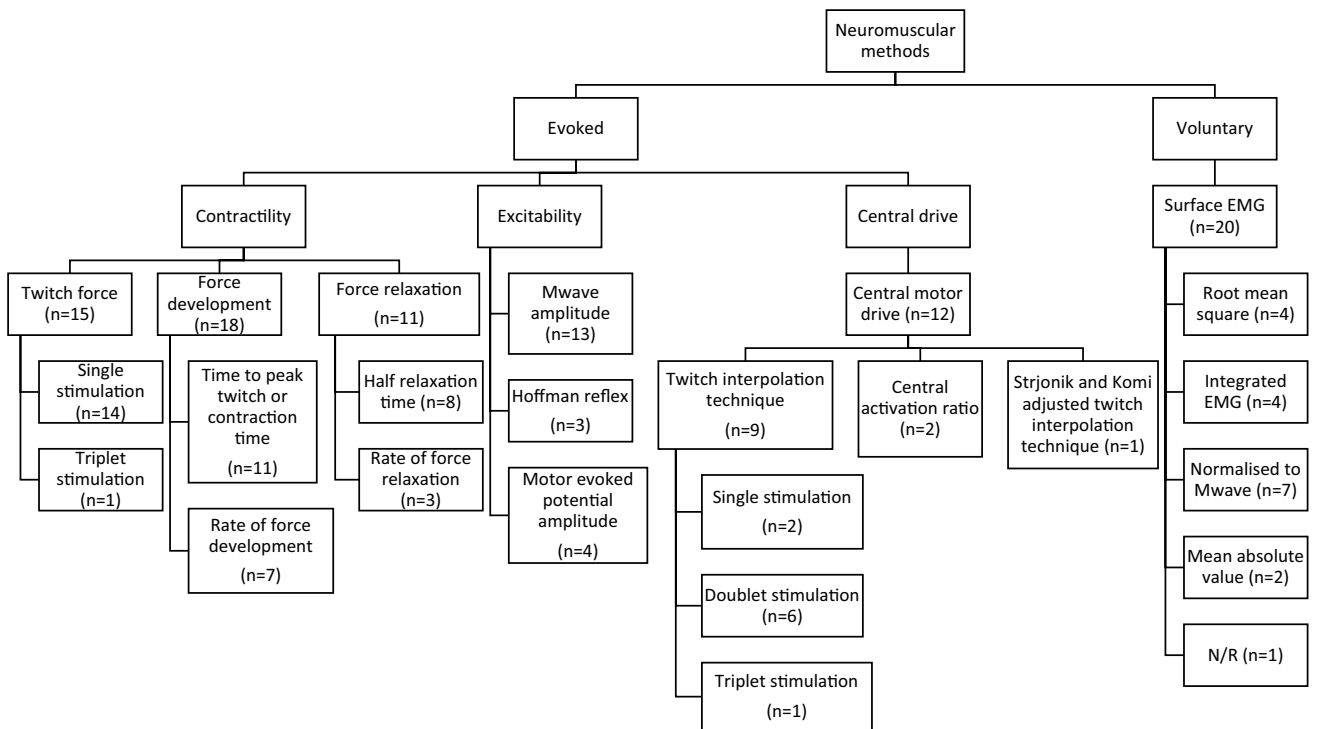 Neuromuscular
methods
Evoked
Voluntary
Contractility
Excitability
Central drive
Surface EMG
(n=20)
Twitch force
(n=15)
Single
stimulation
(n=14)
Triplet
stimulation
(n=1)
Force
development
(n=18)
Time to peak
twitch or
contraction
time
(n=11)
Rate of force
development
(n=7)
Force relaxation
(n=11)
Half relaxation
time (n=8)
Rate of force
relaxation
(n=3)
Mwave
amplitude
(n=13)
Hoffman reflex
(n=3)
Motor evoked
potential
amplitude
(n=4)
Central motor
drive (n=12)
Twitch interpolation
technique
(n=9)
Single stimulation
(n=2)
Doublet stimulation
(n=6)
Triplet stimulation
(n=1)
Central
activation ratio
(n=2)
Strjonik and Komi
adjusted twitch
interpolation
technique (n=1)
Root mean
square (n=4)
Integrated
EMG (n=4)
Normalised to
Mwave (n=7)
Mean absolute
value (n=2)
N/R (n=1)